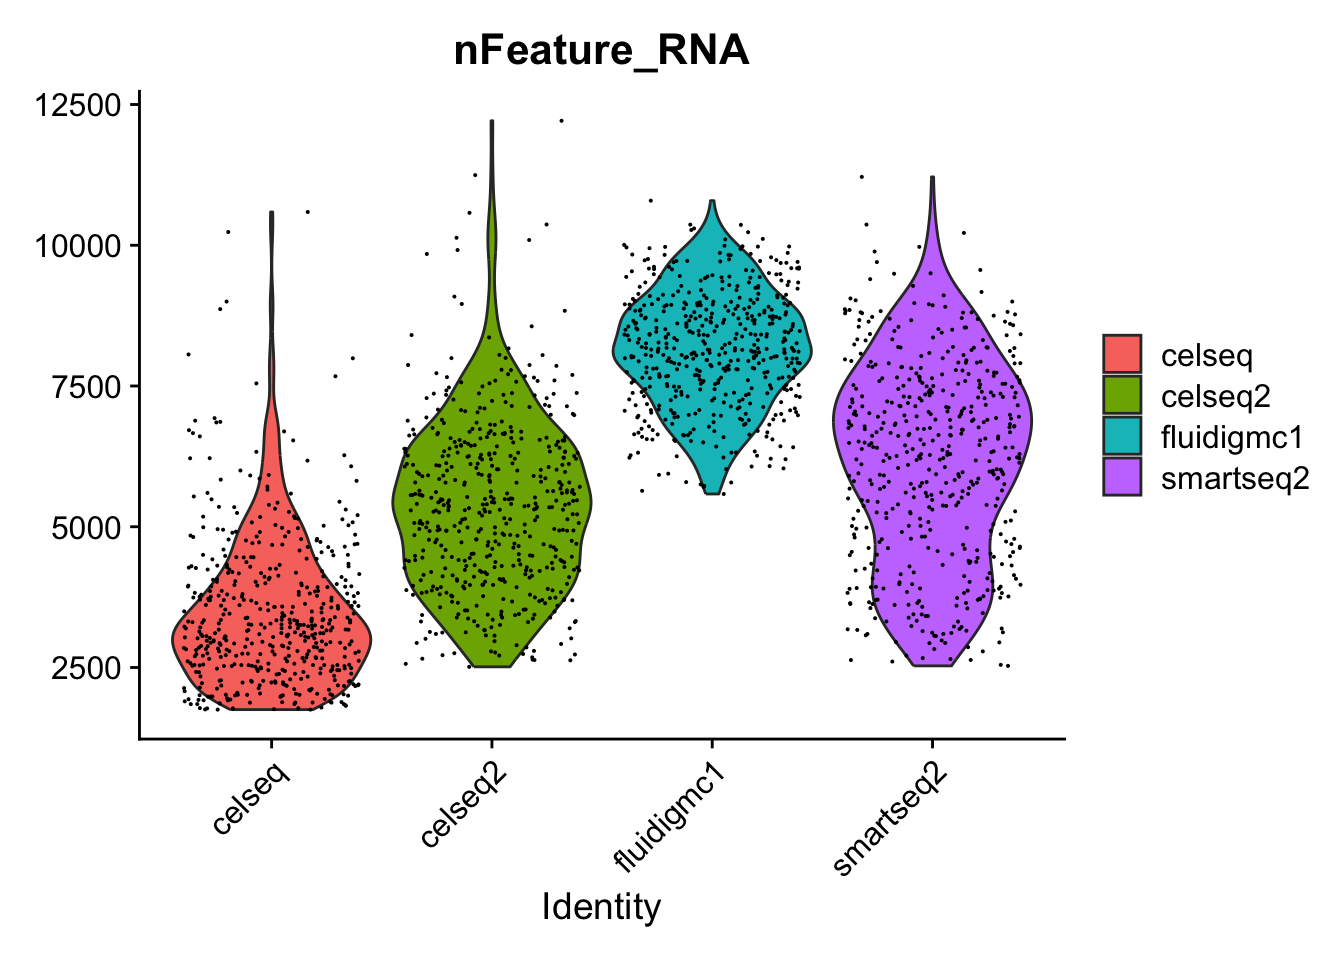 nFeature_RNA
12500
10000
7500
5000
2500
celseq
celseq2
fluidigmc1
smartseq2
Identity
celseq
celseq2
fluidigmc1
smartseq2